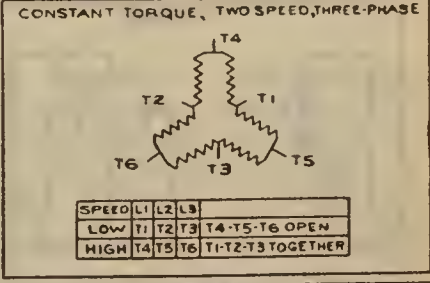 CONSTANT TORQUE, TWO SPEED, THREE-PHASE
T4
T2 T1
T6 T3 T5
SPEED L1 L2 L3
LOW T1 T2 T3 T4-T5-T6 OPEN
HIGH T4 T5 T6 T1-T2-T3 TOGETHER